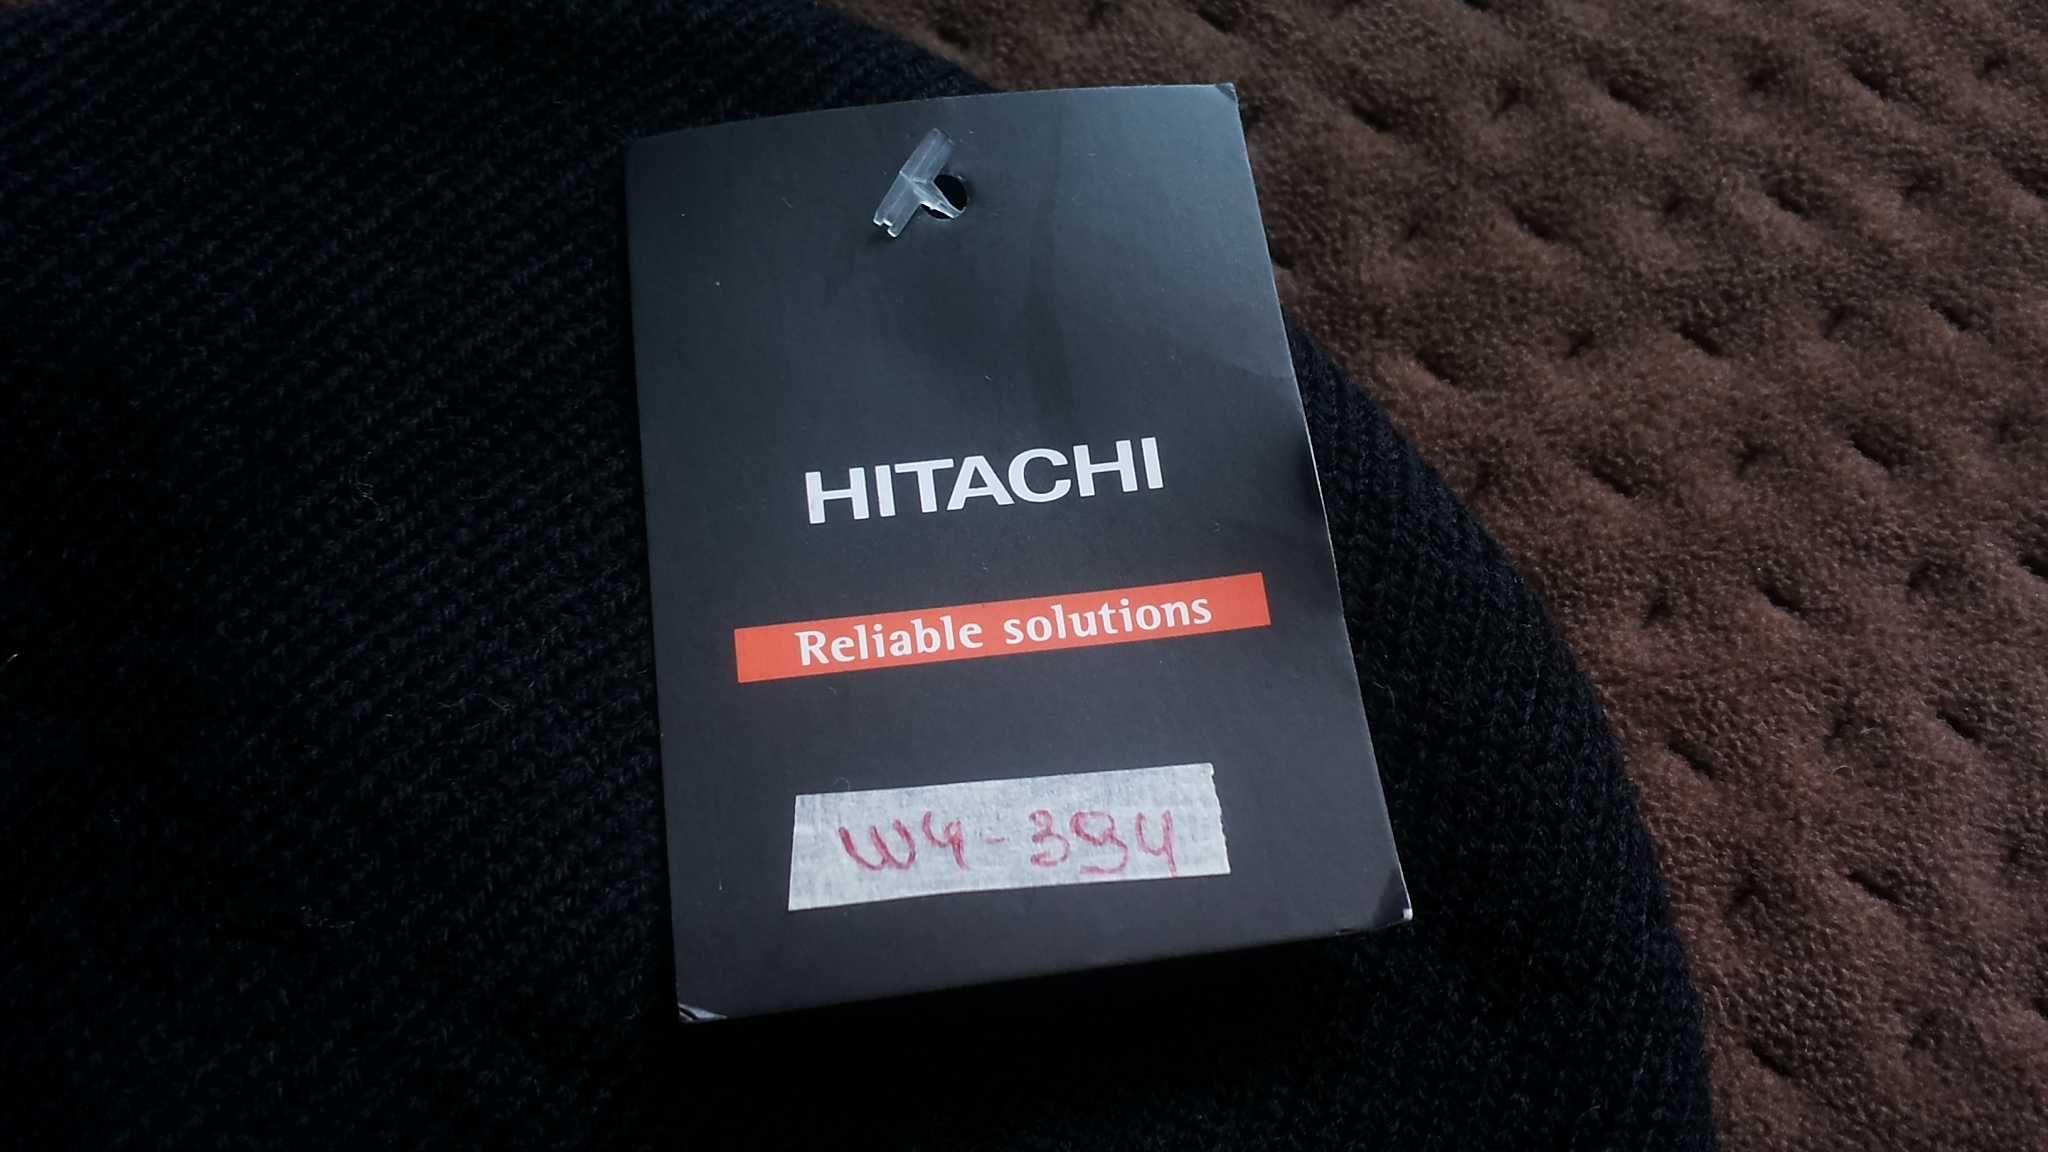 HITACHI
Reliable solutions
W4-394